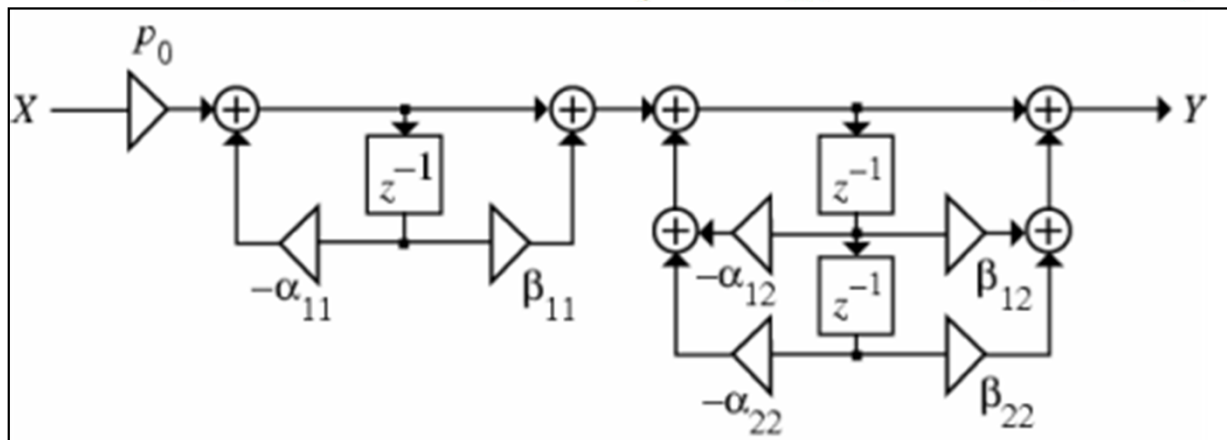 p₀
X + + + + Y
z⁻¹ z⁻¹
+ +
−α₁₁ β₁₁ −α₁₂ β₁₂
z⁻¹
−α₂₂ β₂₂